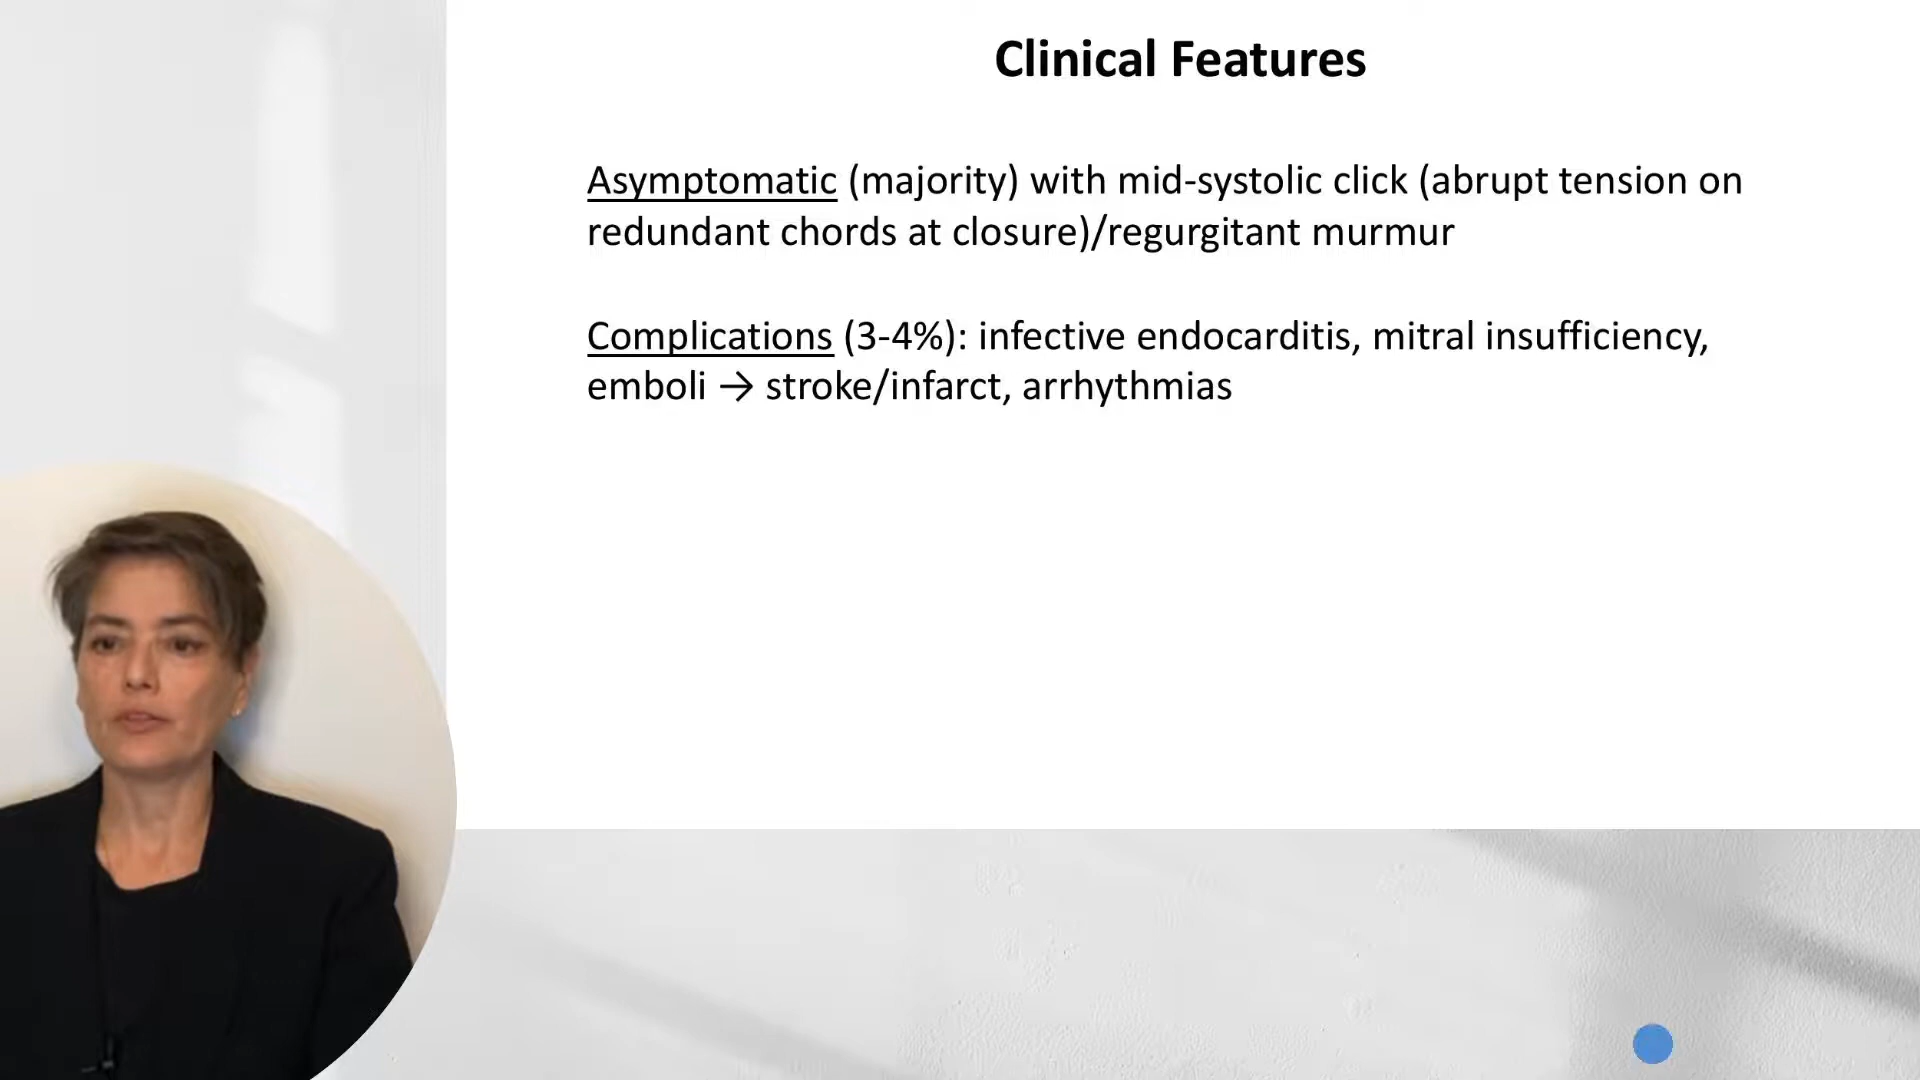 Clinical Features
Asymptomatic (majority) with mid-systolic click (abrupt tension on
redundant chords at closure)/regurgitant murmur
Complications (3-4%): infective endocarditis, mitral insufficiency,
emboli → stroke/infarct, arrhythmias